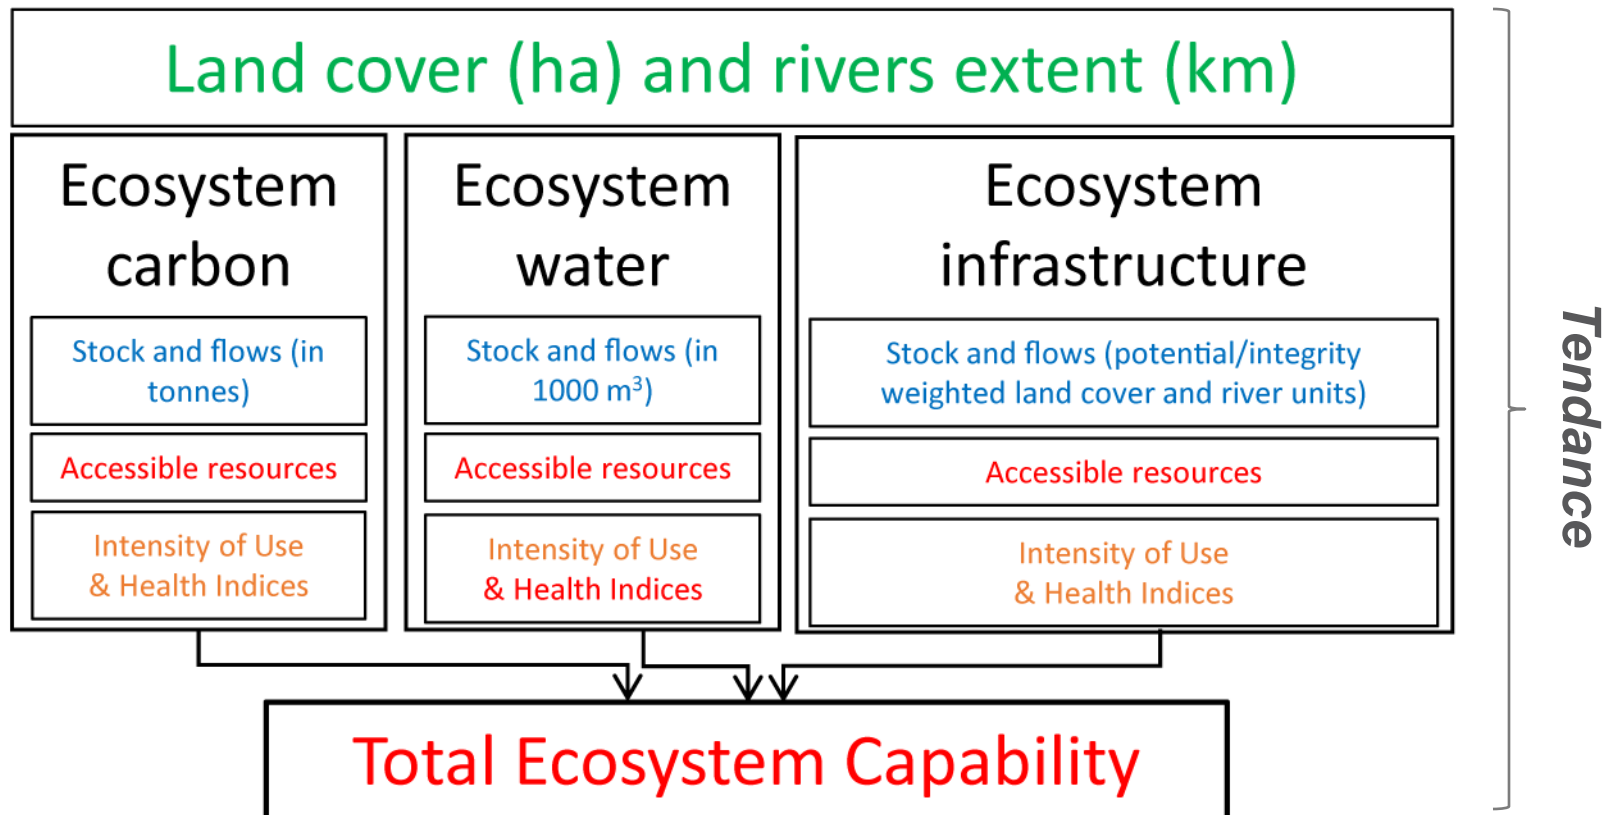 Land cover (ha) and rivers extent (km)
Ecosystem
carbon
Stock and flows (in
tonnes)
Accessible resources
Intensity of Use
& Health Indices
Ecosystem
water
Stock and flows (in
1000 m³)
Accessible resources
Intensity of Use
& Health Indices
Ecosystem
infrastructure
Stock and flows (potential/integrity
weighted land cover and river units)
Accessible resources
Intensity of Use
& Health Indices
Total Ecosystem Capability
Tendance